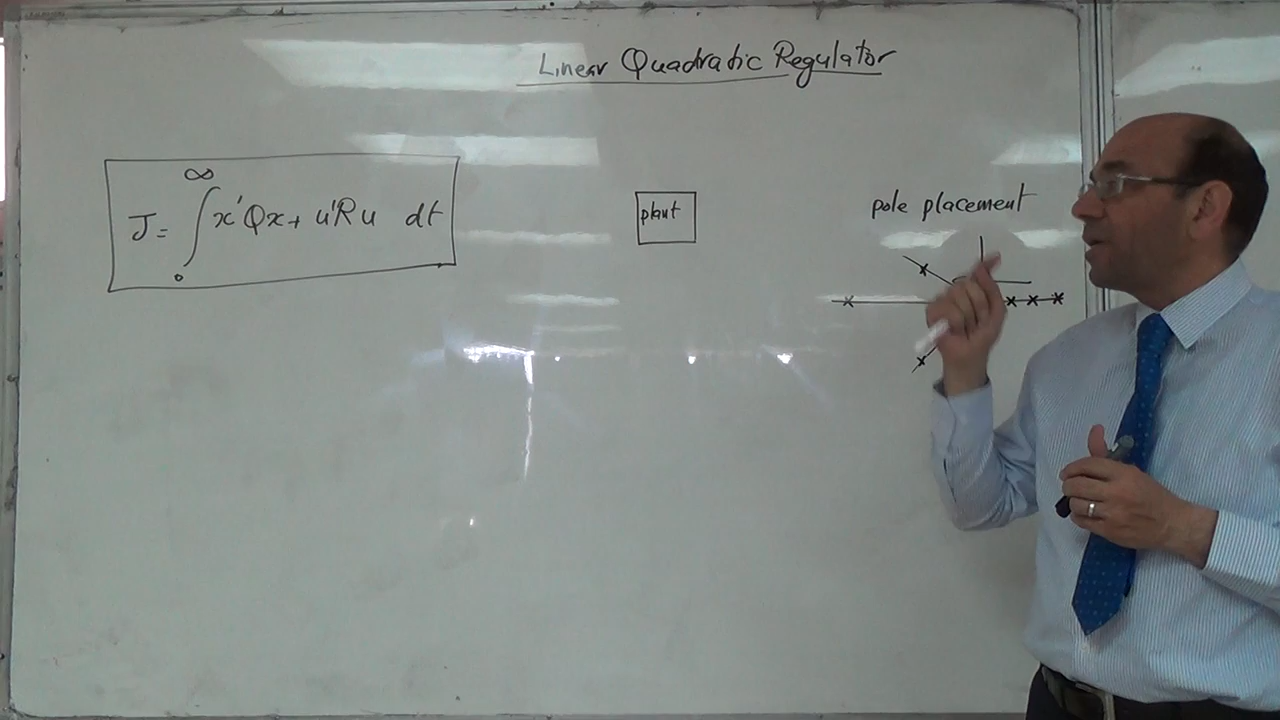 Linear Quadratic Regulator
∞
J = ∫ x'Qx + u'Ru dt
0
plant
pole placement